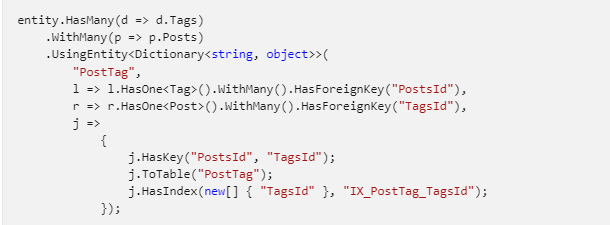 entity.HasMany(d => d.Tags)
    .WithMany(p => p.Posts)
    .UsingEntity<Dictionary<string, object>>(
        "PostTag",
        l => l.HasOne<Tag>().WithMany().HasForeignKey("PostsId"),
        r => r.HasOne<Post>().WithMany().HasForeignKey("TagsId"),
        j =>
            {
                j.HasKey("PostsId", "TagsId");
                j.ToTable("PostTag");
                j.HasIndex(new[] { "TagsId" }, "IX_PostTag_TagsId");
            });